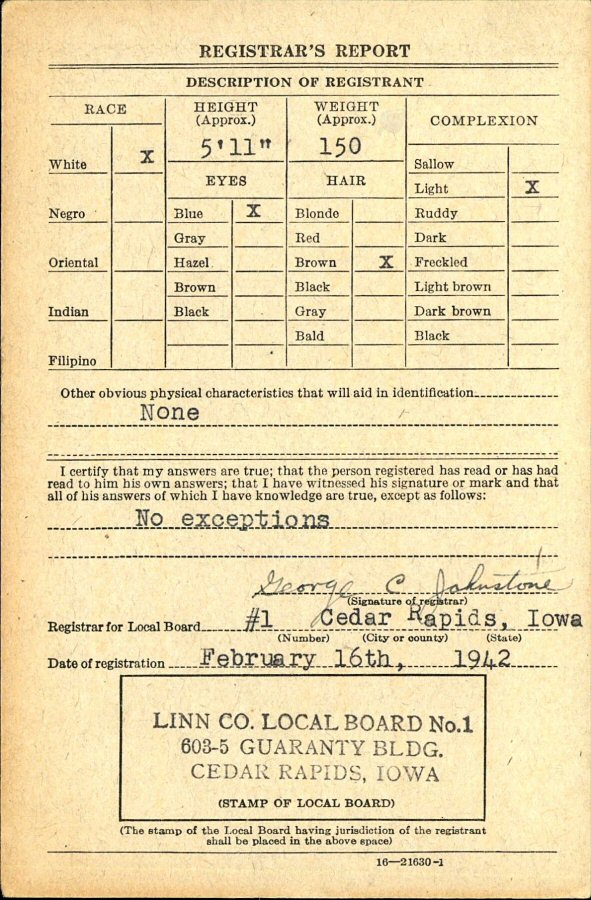 REGISTRAR'S REPORT
DESCRIPTION OF REGISTRANT
RACE
HEIGHT
(Approx.)
WEIGHT
(Approx.)
COMPLEXION
5'11"
150
White X
EYES
HAIR
Sallow
Light X
Negro
Blue X
Blonde
Ruddy
Gray
Red
Dark
Oriental
Hazel
Brown X
Freckled
Brown
Black
Light brown
Indian
Black
Gray
Dark brown
Bald
Black
Filipino
Other obvious physical characteristics that will aid in identification
None
I certify that my answers are true; that the person registered has read or has had
read to him his own answers; that I have witnessed his signature or mark and that
all of his answers of which I have knowledge are true, except as follows:
No exceptions
George C Johnstone
(Signature of registrar)
Registrar for Local Board #1 Cedar Rapids, Iowa
(Number) (City or county) (State)
Date of registration February 16th, 1942
LINN CO. LOCAL BOARD No.1
603-5 GUARANTY BLDG.
CEDAR RAPIDS, IOWA
(STAMP OF LOCAL BOARD)
(The stamp of the Local Board having jurisdiction of the registrant
shall be placed in the above space)
16—21630-1